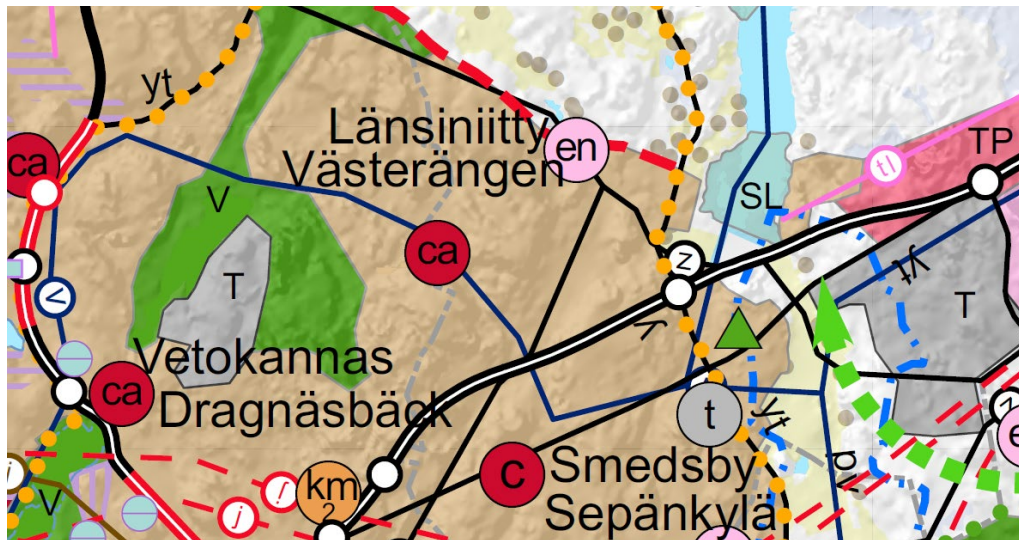 yt
ca
Länsiniitty
Västerängen
en
TP
tl
V
SL
ca
z
yt
T
T
v
y
Vetokannas
Dragnäsbäck
ca
t
yt
z
e
c
Smedsby
Sepänkylä
pv
V
j
j
j
km
2